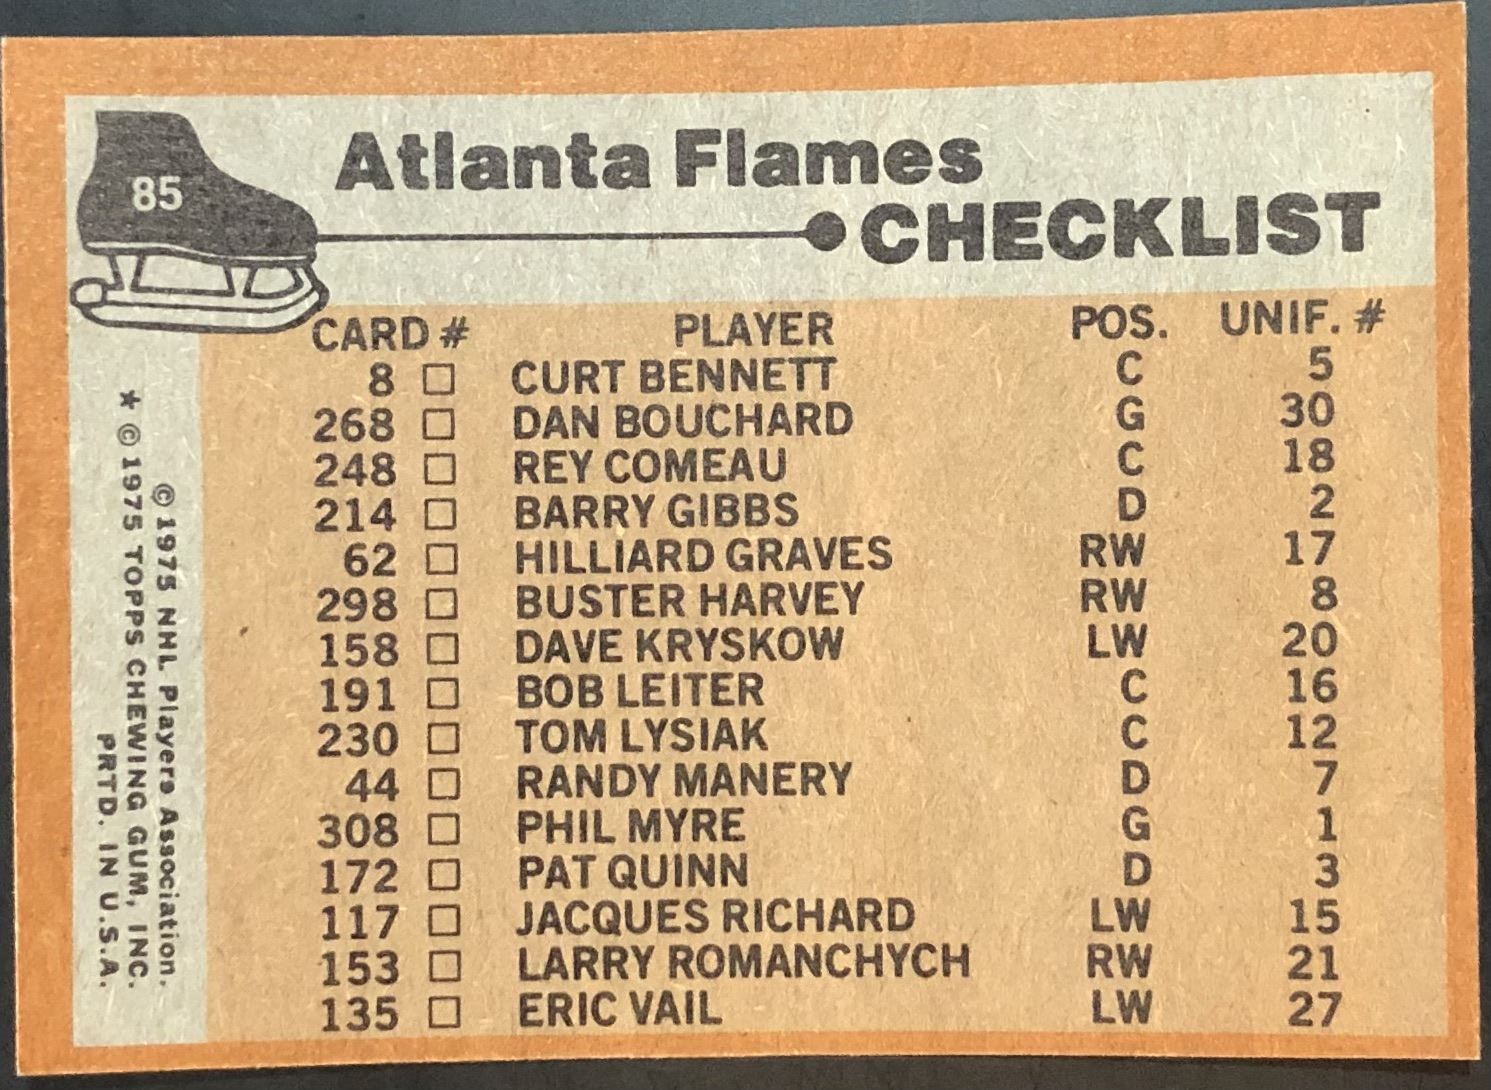 85
Atlanta Flames
CHECKLIST
CARD # PLAYER POS. UNIF. #
8 □ CURT BENNETT C 5
268 □ DAN BOUCHARD G 30
248 □ REY COMEAU C 18
214 □ BARRY GIBBS D 2
62 □ HILLIARD GRAVES RW 17
298 □ BUSTER HARVEY RW 8
158 □ DAVE KRYSKOW LW 20
191 □ BOB LEITER C 16
230 □ TOM LYSIAK C 12
44 □ RANDY MANERY D 7
308 □ PHIL MYRE G 1
172 □ PAT QUINN D 3
117 □ JACQUES RICHARD LW 15
153 □ LARRY ROMANCHYCH RW 21
135 □ ERIC VAIL LW 27
© 1975 NHL Players Association.
★ © 1975 TOPPS CHEWING GUM, INC.
PRTD. IN U.S.A.